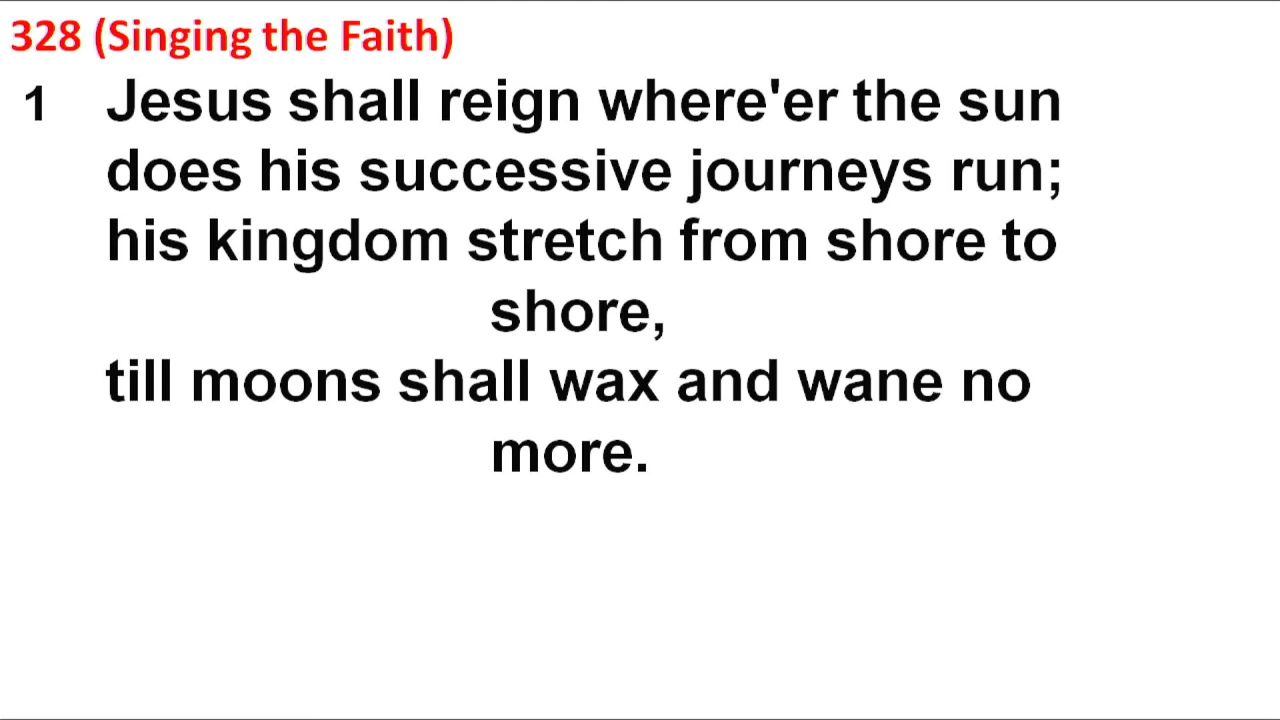 328 (Singing the Faith)
1 Jesus shall reign where'er the sun
does his successive journeys run;
his kingdom stretch from shore to
shore,
till moons shall wax and wane no
more.